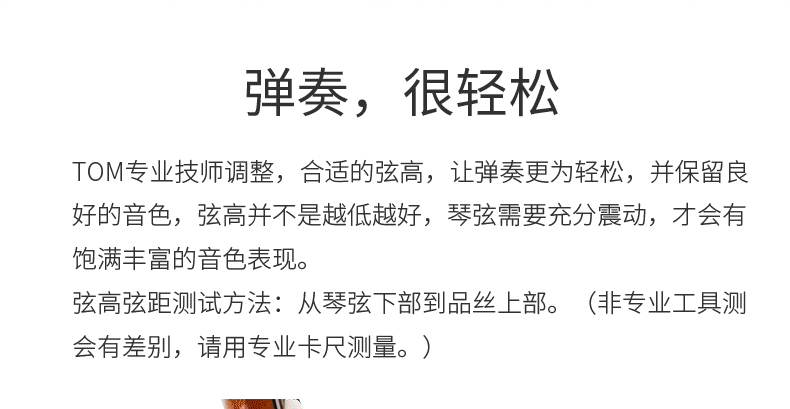 弹奏，很轻松
TOM专业技师调整，合适的弦高，让弹奏更为轻松，并保留良
好的音色，弦高并不是越低越好，琴弦需要充分震动，才会有
饱满丰富的音色表现。
弦高弦距测试方法：从琴弦下部到品丝上部。（非专业工具测
会有差别，请用专业卡尺测量。）